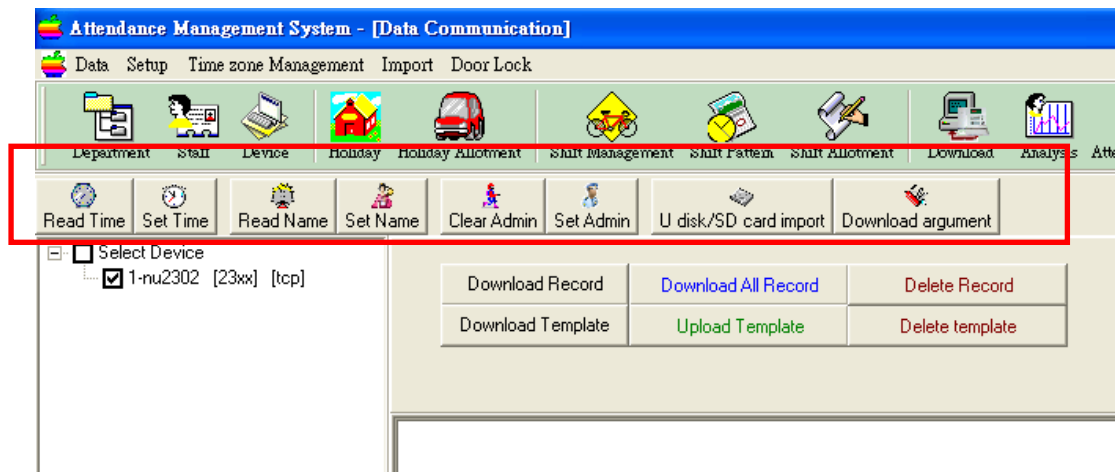 Attendance Management System - [Data Communication]
Data Setup Time zone Management Import Door Lock
Department Staff Device Holiday Holiday Allotment Shift Management Shift Pattern Shift Allotment Download Analysis Atte
Read Time Set Time Read Name Set Name Clear Admin Set Admin U disk/SD card import Download argument
Select Device
1-nu2302 [23xx] [tcp]
Download Record Download All Record Delete Record
Download Template Upload Template Delete template